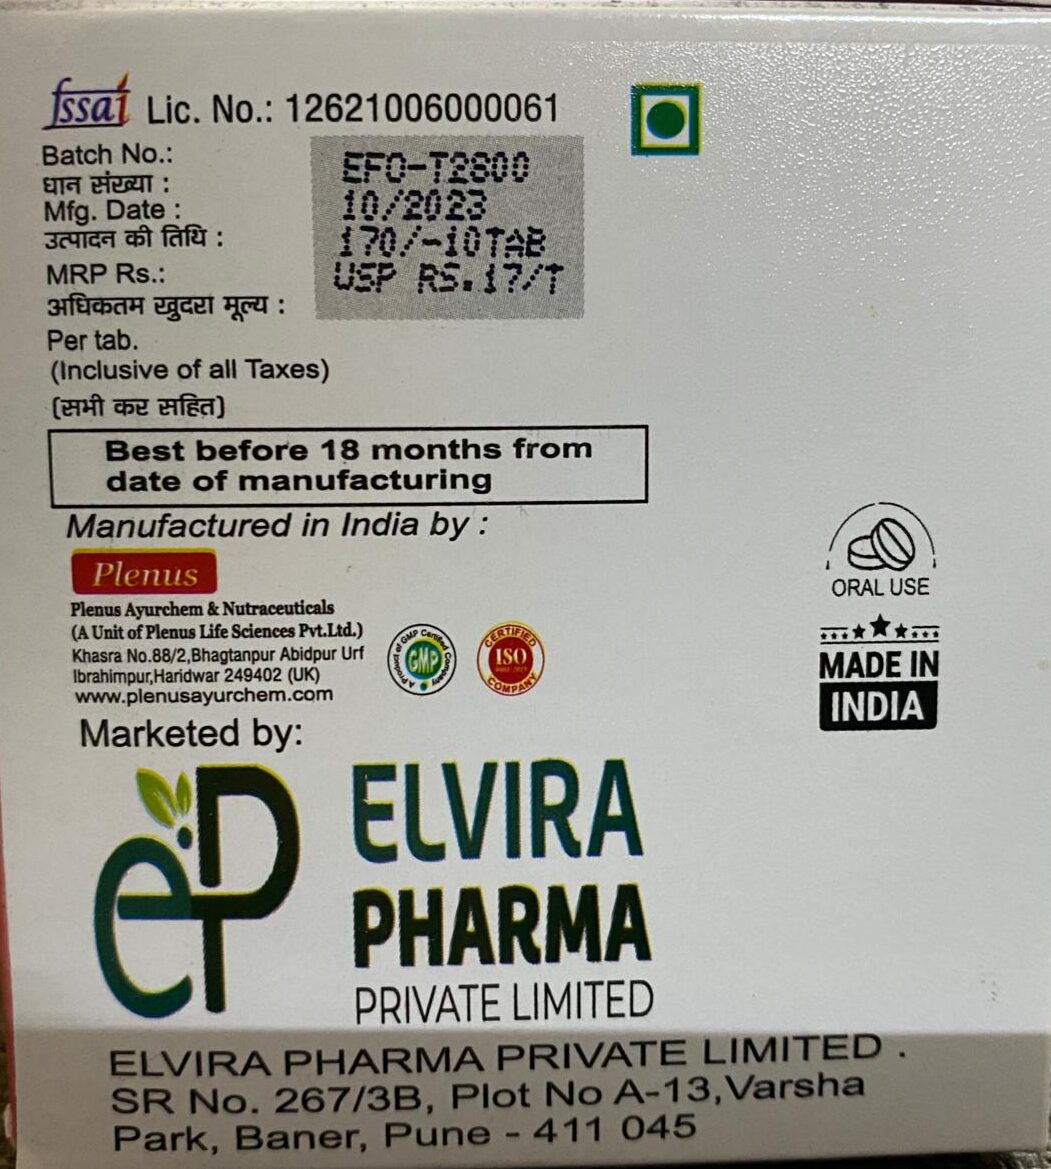 fssai Lic. No.: 12621006000061
Batch No.:
धान संख्या :
Mfg. Date :
उत्पादन की तिथि :
MRP Rs.:
अधिकतम खुदरा मूल्य :
Per tab.
(Inclusive of all Taxes)
(सभी कर सहित)
EFO-T2800
10/2023
170/-10TAB
USP RS.17/T
Best before 18 months from
date of manufacturing
Manufactured in India by :
Plenus
Plenus Ayurchem & Nutraceuticals
(A Unit of Plenus Life Sciences Pvt.Ltd.)
Khasra No.88/2,Bhagtanpur Abidpur Urf
Ibrahimpur,Haridwar 249402 (UK)
www.plenusayurchem.com
A Product of GMP Certified Company
GMP
CERTIFIED
ISO
COMPANY
ORAL USE
MADE IN
INDIA
Marketed by:
eP
ELVIRA
PHARMA
PRIVATE LIMITED
ELVIRA PHARMA PRIVATE LIMITED .
SR No. 267/3B, Plot No A-13,Varsha
Park, Baner, Pune - 411 045